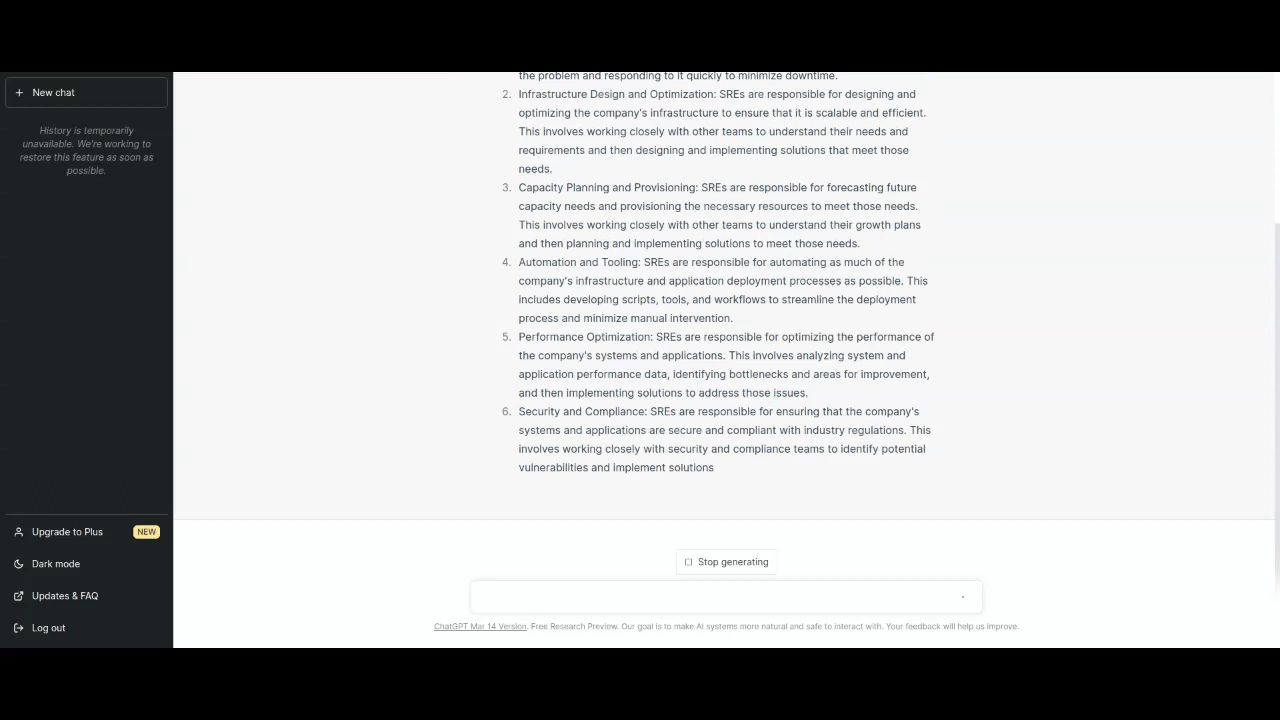 New chat
History is temporarily
unavailable. We're working to
restore this feature as soon as
possible.
the problem and responding to it quickly to minimize downtime.
2. Infrastructure Design and Optimization: SREs are responsible for designing and
optimizing the company's infrastructure to ensure that it is scalable and efficient.
This involves working closely with other teams to understand their needs and
requirements and then designing and implementing solutions that meet those
needs.
3. Capacity Planning and Provisioning: SREs are responsible for forecasting future
capacity needs and provisioning the necessary resources to meet those needs.
This involves working closely with other teams to understand their growth plans
and then planning and implementing solutions to meet those needs.
4. Automation and Tooling: SREs are responsible for automating as much of the
company's infrastructure and application deployment processes as possible. This
includes developing scripts, tools, and workflows to streamline the deployment
process and minimize manual intervention.
5. Performance Optimization: SREs are responsible for optimizing the performance of
the company's systems and applications. This involves analyzing system and
application performance data, identifying bottlenecks and areas for improvement,
and then implementing solutions to address those issues.
6. Security and Compliance: SREs are responsible for ensuring that the company's
systems and applications are secure and compliant with industry regulations. This
involves working closely with security and compliance teams to identify potential
vulnerabilities and implement solutions
Upgrade to Plus NEW
Dark mode
Updates & FAQ
Log out
Stop generating
ChatGPT Mar 14 Version. Free Research Preview. Our goal is to make AI systems more natural and safe to interact with. Your feedback will help us improve.